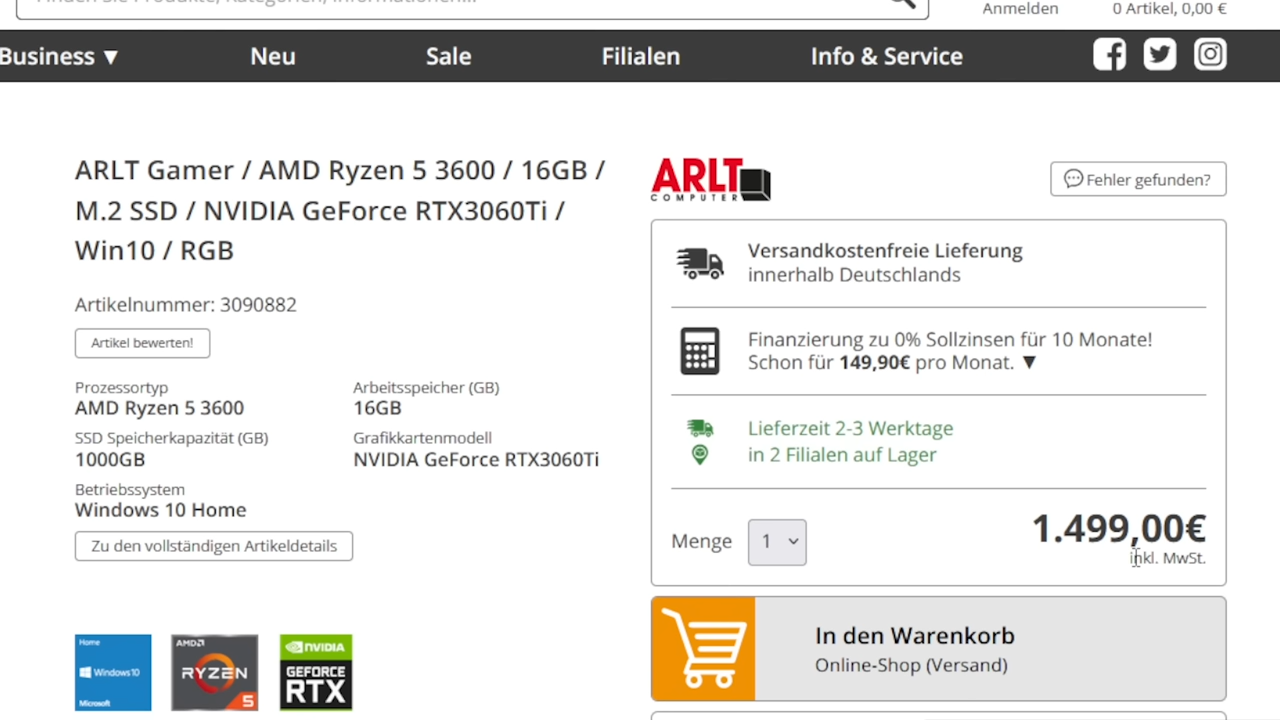 Anmelden
0 Artikel, 0,00 €
Business ▼
Neu
Sale
Filialen
Info & Service
ARLT Gamer / AMD Ryzen 5 3600 / 16GB /
M.2 SSD / NVIDIA GeForce RTX3060Ti /
Win10 / RGB
Artikelnummer: 3090882
Artikel bewerten!
Prozessortyp
AMD Ryzen 5 3600
Arbeitsspeicher (GB)
16GB
SSD Speicherkapazität (GB)
1000GB
Grafikkartenmodell
NVIDIA GeForce RTX3060Ti
Betriebssystem
Windows 10 Home
Zu den vollständigen Artikeldetails
Home
Windows 10
Microsoft
AMD
RYZEN
5
NVIDIA
GEFORCE
RTX
ARLT
COMPUTER
Fehler gefunden?
Versandkostenfreie Lieferung
innerhalb Deutschlands
Finanzierung zu 0% Sollzinsen für 10 Monate!
Schon für 149,90€ pro Monat. ▼
Lieferzeit 2-3 Werktage
in 2 Filialen auf Lager
Menge
1
1.499,00€
inkl. MwSt.
In den Warenkorb
Online-Shop (Versand)